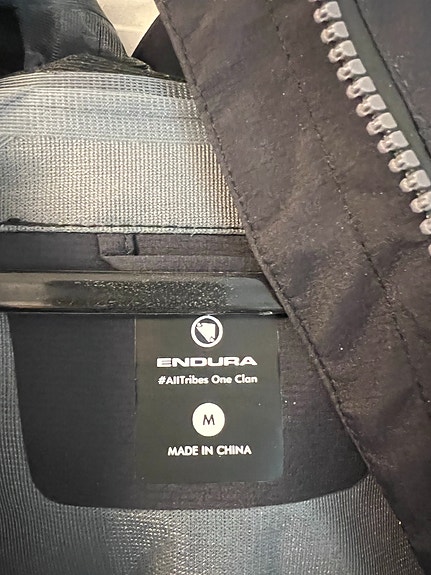 ENDURA
#AllTribes One Clan
M
MADE IN CHINA